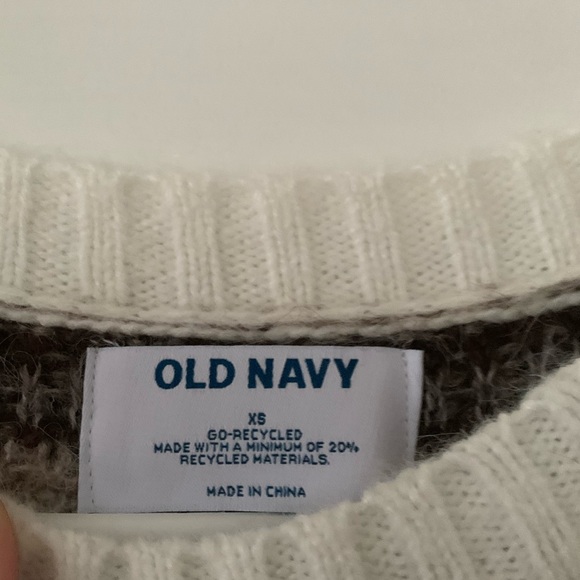 OLD NAVY
XS
GO-RECYCLED
MADE WITH A MINIMUM OF 20%
RECYCLED MATERIALS.
MADE IN CHINA